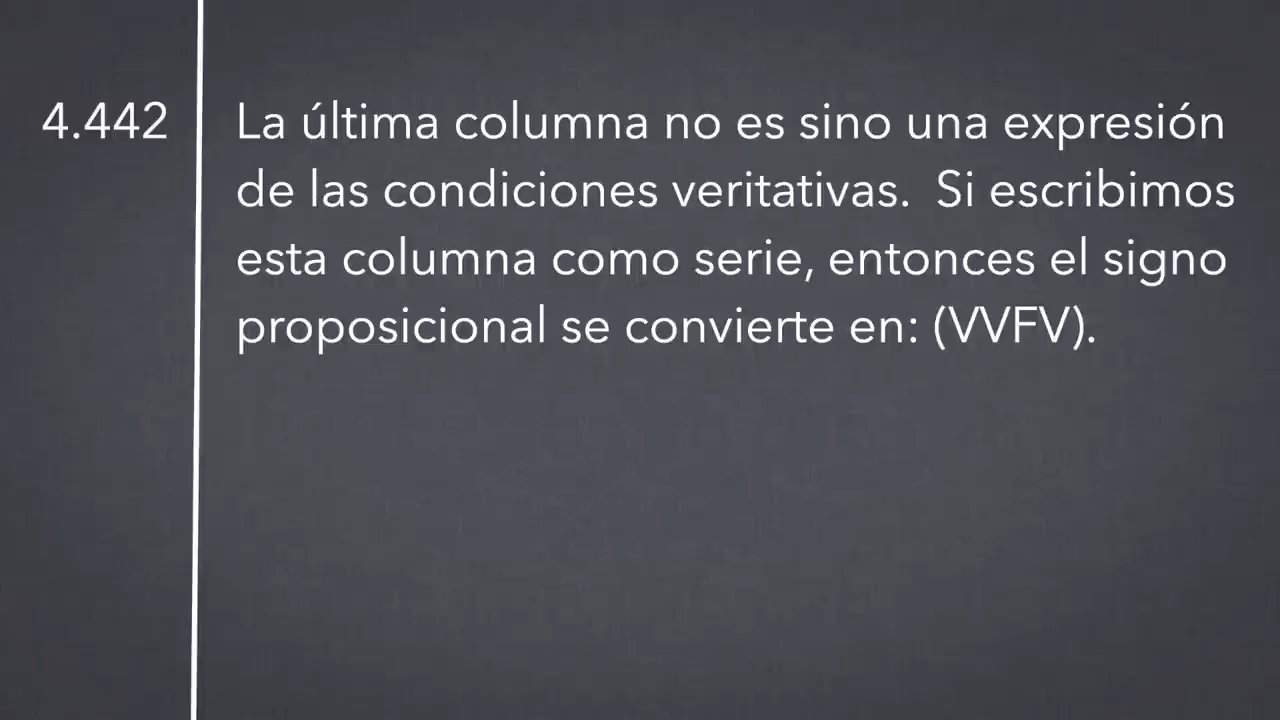 4.442
La última columna no es sino una expresión
de las condiciones veritativas.  Si escribimos
esta columna como serie, entonces el signo
proposicional se convierte en: (VVFV).